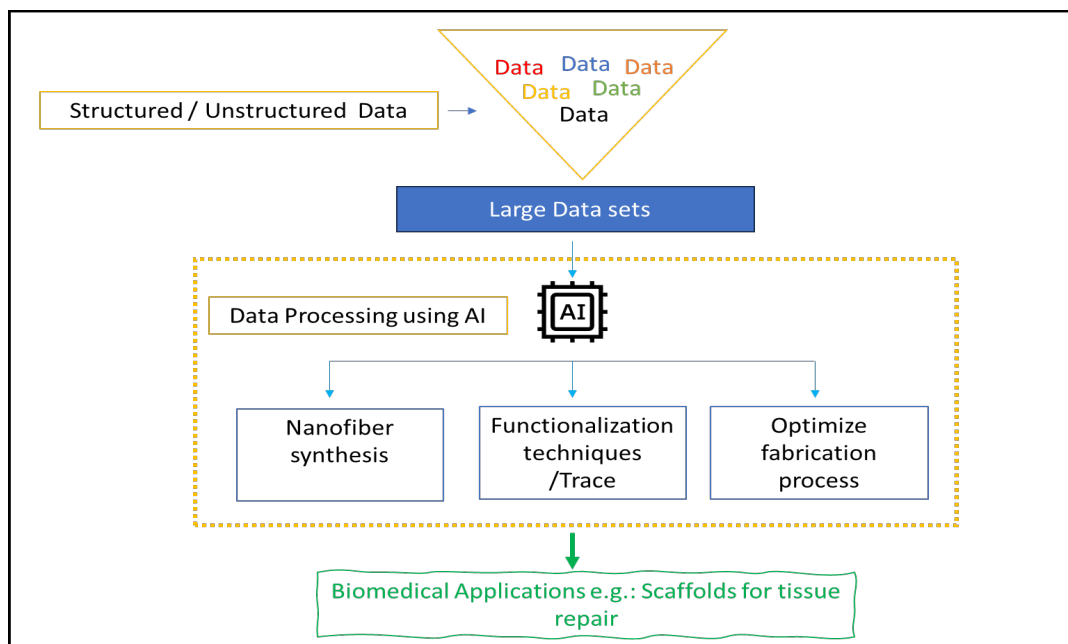 Data Data Data
Data Data
Data
Structured / Unstructured Data
Large Data sets
AI
Data Processing using AI
Nanofiber
synthesis
Functionalization
techniques
/Trace
Optimize
fabrication
process
Biomedical Applications e.g.: Scaffolds for tissue
repair